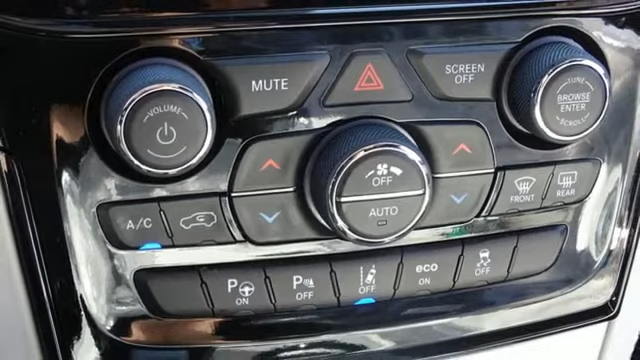 VOLUME
MUTE
SCREEN
OFF
TUNE
BROWSE
ENTER
SCROLL
OFF
AUTO
A/C
FRONT
REAR
P
ON
P
OFF
OFF
eco
ON
OFF